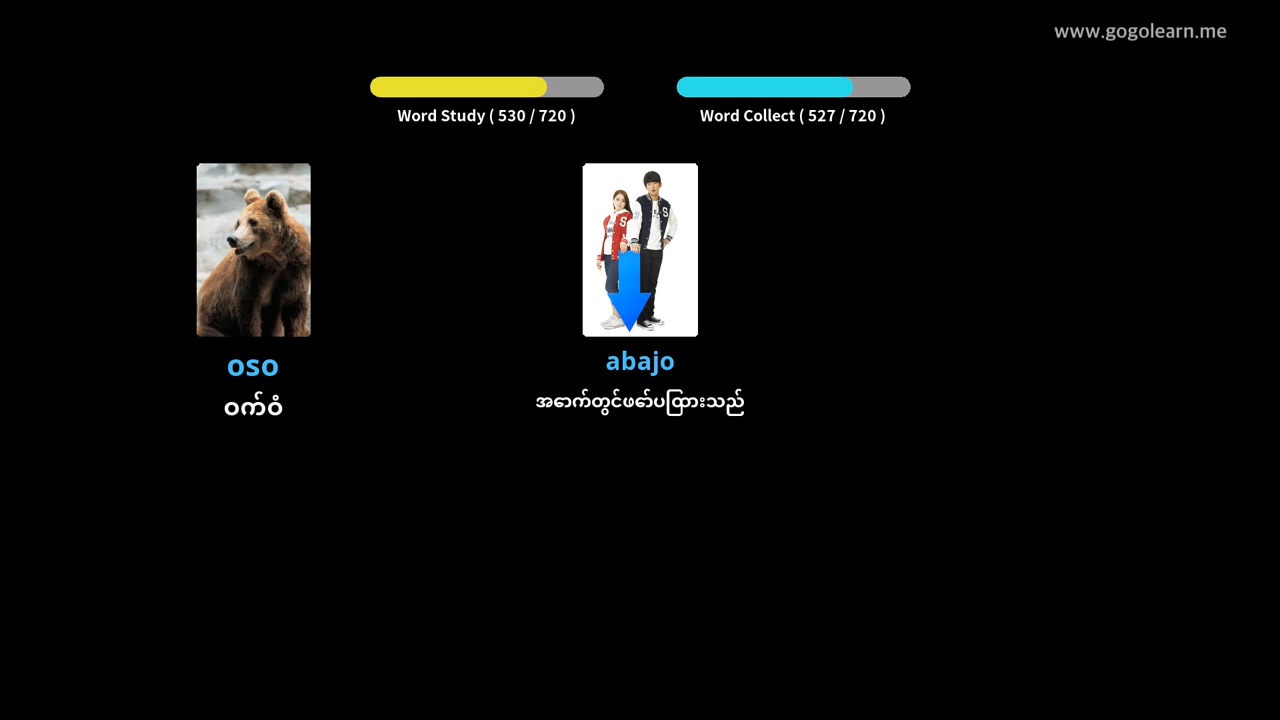 www.gogolearn.me
Word Study ( 530 / 720 )
Word Collect ( 527 / 720 )
oso
abajo
ဝက်ဝံ
အောက်တွင်ဖော်ပထြားသည်